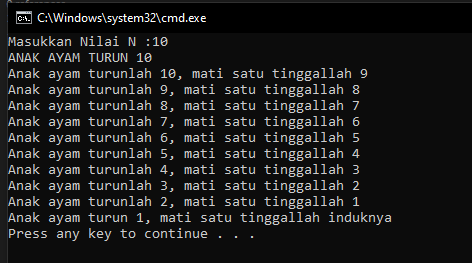 C:\Windows\system32\cmd.exe
Masukkan Nilai N :10
ANAK AYAM TURUN 10
Anak ayam turunlah 10, mati satu tinggallah 9
Anak ayam turunlah 9, mati satu tinggallah 8
Anak ayam turunlah 8, mati satu tinggallah 7
Anak ayam turunlah 7, mati satu tinggallah 6
Anak ayam turunlah 6, mati satu tinggallah 5
Anak ayam turunlah 5, mati satu tinggallah 4
Anak ayam turunlah 4, mati satu tinggallah 3
Anak ayam turunlah 3, mati satu tinggallah 2
Anak ayam turunlah 2, mati satu tinggallah 1
Anak ayam turun 1, mati satu tinggallah induknya
Press any key to continue . . .